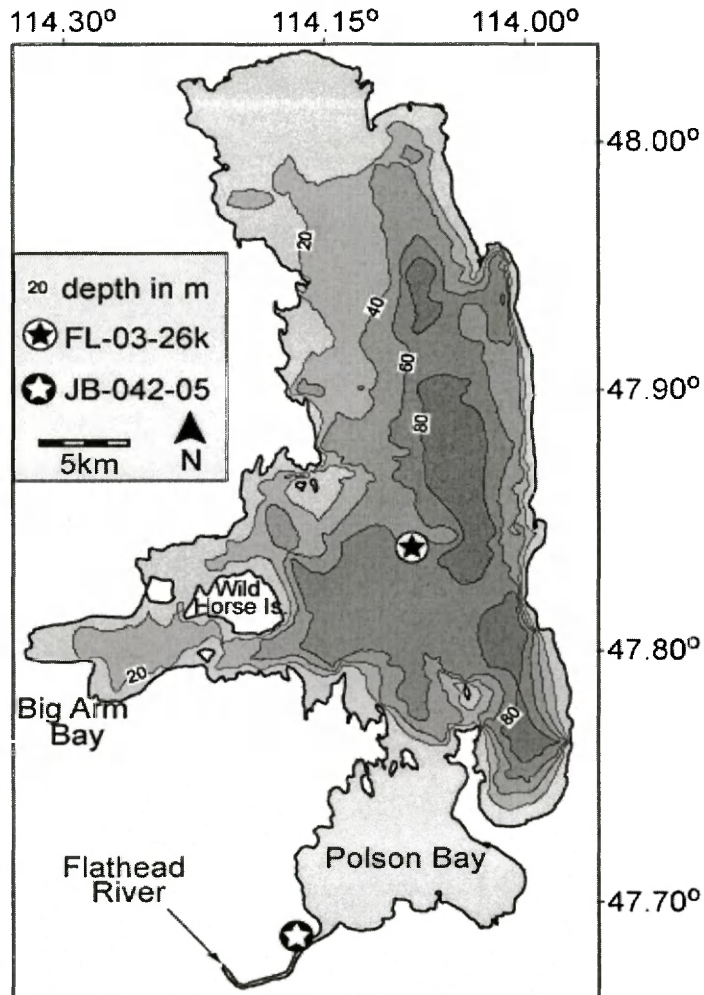 114.30° 114.15° 114.00°
48.00°
20
20 depth in m
40
FL-03-26k
60
47.90°
JB-042-05
80
5km N
Wild
Horse Is.
47.80°
20
Big Arm
Bay
80
Polson Bay
Flathead
River
47.70°